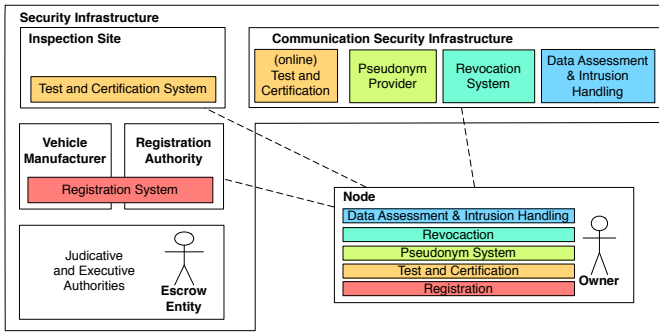 Security Infrastructure
Inspection Site
Test and Certification System
Communication Security Infrastructure
(online)
Test and
Certification
Pseudonym
Provider
Revocation
System
Data Assessment
& Intrusion
Handling
Vehicle
Manufacturer
Registration
Authority
Registration System
Judicative
and Executive
Authorities
Escrow
Entity
Node
Data Assessment & Intrusion Handling
Revocaction
Pseudonym System
Test and Certification
Registration
Owner